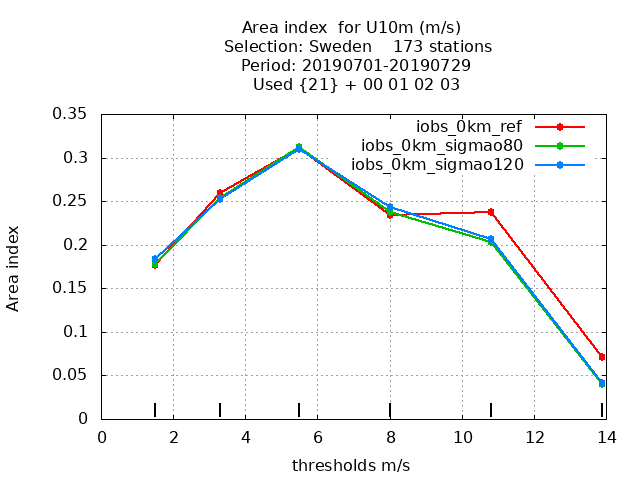 Area index  for U10m (m/s)
Selection: Sweden    173 stations
Period: 20190701-20190729
Used {21} + 00 01 02 03
iobs_0km_ref
iobs_0km_sigmao80
iobs_0km_sigmao120
Area index
0.35
0.3
0.25
0.2
0.15
0.1
0.05
0
0 2 4 6 8 10 12 14
thresholds m/s